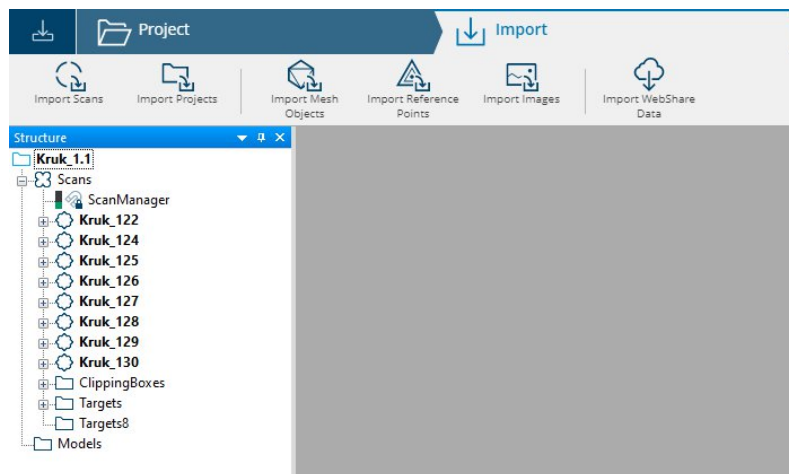 Project
Import
Import Scans
Import Projects
Import Mesh
Objects
Import Reference
Points
Import Images
Import WebShare
Data
Structure
Kruk_1.1
Scans
ScanManager
Kruk_122
Kruk_124
Kruk_125
Kruk_126
Kruk_127
Kruk_128
Kruk_129
Kruk_130
ClippingBoxes
Targets
Targets8
Models